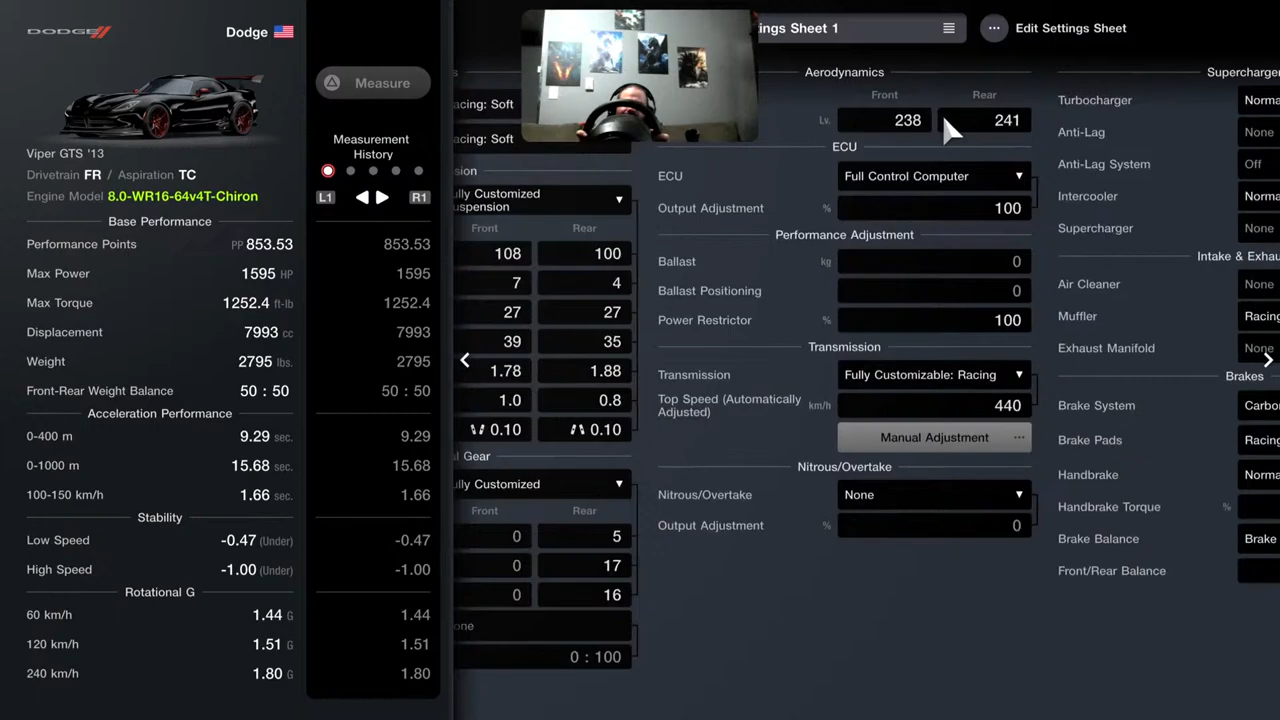 DODGE
Dodge
Viper GTS '13
Drivetrain FR / Aspiration TC
Engine Model 8.0-WR16-64v4T-Chiron
Base Performance
Performance Points PP 853.53
Max Power 1595 HP
Max Torque 1252.4 ft-lb
Displacement 7993 cc
Weight 2795 lbs.
Front-Rear Weight Balance 50 : 50
Acceleration Performance
0-400 m 9.29 sec.
0-1000 m 15.68 sec.
100-150 km/h 1.66 sec.
Stability
Low Speed -0.47 (Under)
High Speed -1.00 (Under)
Rotational G
60 km/h 1.44 G
120 km/h 1.51 G
240 km/h 1.80 G
Measure
Measurement
History
L1 R1
853.53
1595
1252.4
7993
2795
50 : 50
9.29
15.68
1.66
-0.47
-1.00
1.44
1.51
1.80
tings Sheet 1
Edit Settings Sheet
s
acing: Soft
acing: Soft
sion
ully Customized
uspension
Front Rear
108 100
7 4
27 27
39 35
1.78 1.88
1.0 0.8
0.10 0.10
al Gear
ully Customized
Front Rear
0 5
0 17
0 16
one
0 : 100
Aerodynamics
Front Rear
Lv. 238 241
ECU
ECU Full Control Computer
Output Adjustment % 100
Performance Adjustment
Ballast kg 0
Ballast Positioning 0
Power Restrictor % 100
Transmission
Transmission Fully Customizable: Racing
Top Speed (Automatically
Adjusted) km/h 440
Manual Adjustment
Nitrous/Overtake
Nitrous/Overtake None
Output Adjustment % 0
Supercharger
Turbocharger Norma
Anti-Lag None
Anti-Lag System Off
Intercooler Norma
Supercharger None
Intake & Exhau
Air Cleaner None
Muffler Racing
Exhaust Manifold None
Brakes
Brake System Carbo
Brake Pads Racing
Handbrake Norma
Handbrake Torque %
Brake Balance Brake
Front/Rear Balance